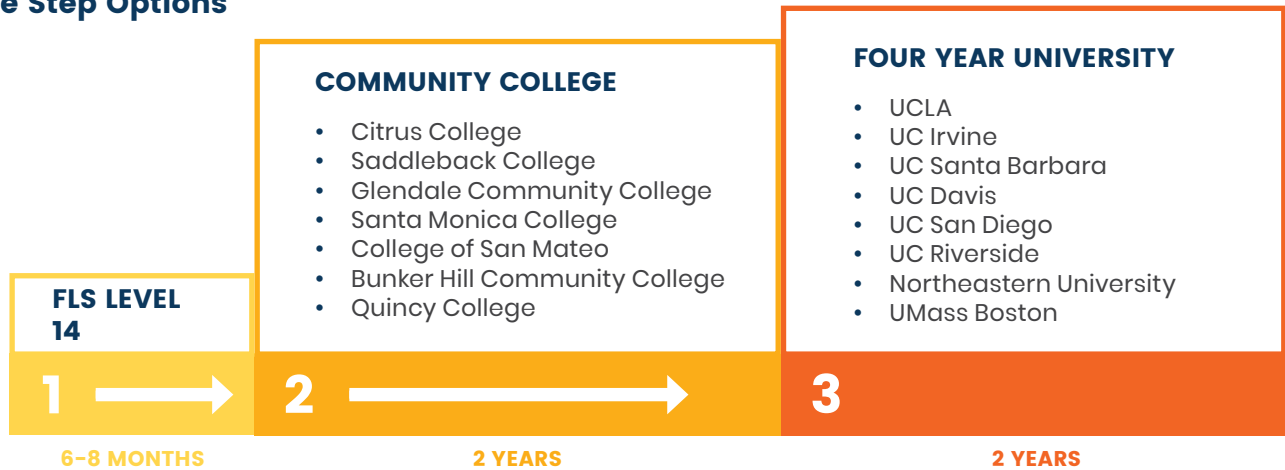 e Step Options
FLS LEVEL
14
1
6-8 MONTHS
COMMUNITY COLLEGE
• Citrus College
• Saddleback College
• Glendale Community College
• Santa Monica College
• College of San Mateo
• Bunker Hill Community College
• Quincy College
2
2 YEARS
FOUR YEAR UNIVERSITY
• UCLA
• UC Irvine
• UC Santa Barbara
• UC Davis
• UC San Diego
• UC Riverside
• Northeastern University
• UMass Boston
3
2 YEARS